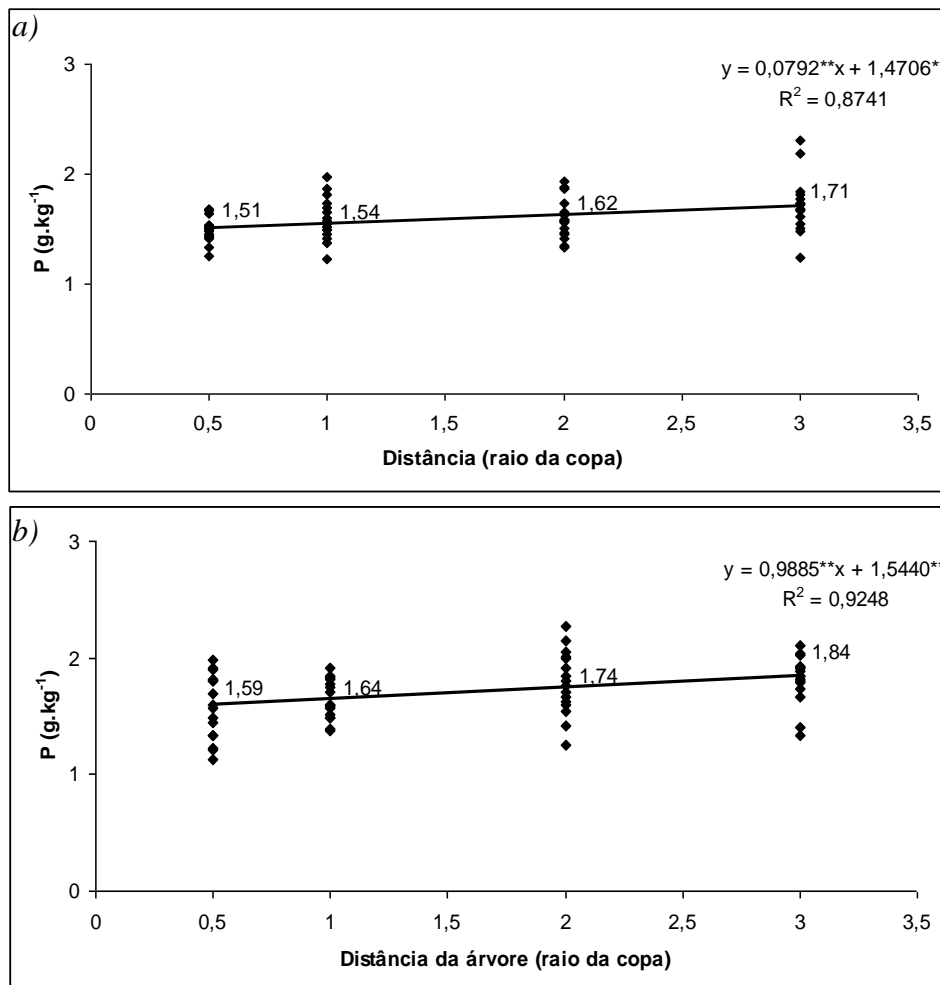 a)
3
y = 0,0792**x + 1,4706*
R² = 0,8741
2
1,51
1,54
1,62
1,71
P (g.kg⁻¹)
1
0
0 0,5 1 1,5 2 2,5 3 3,5
Distância (raio da copa)
b)
3
y = 0,9885**x + 1,5440*
R² = 0,9248
2
1,59
1,64
1,74
1,84
P (g.kg⁻¹)
1
0
0 0,5 1 1,5 2 2,5 3 3,5
Distância da árvore (raio da copa)